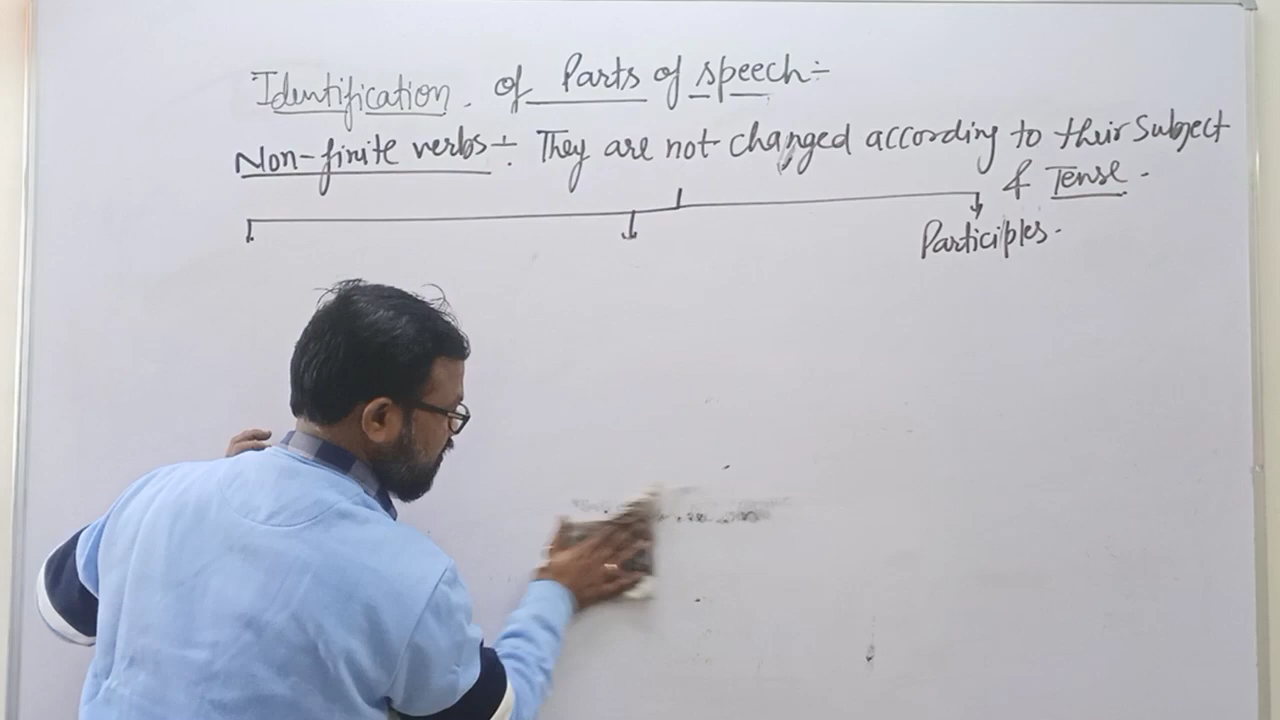 Identification. of Parts of speech÷
Non-finite verbs÷ They are not changed according to their Subject
& Tense.
Participles.